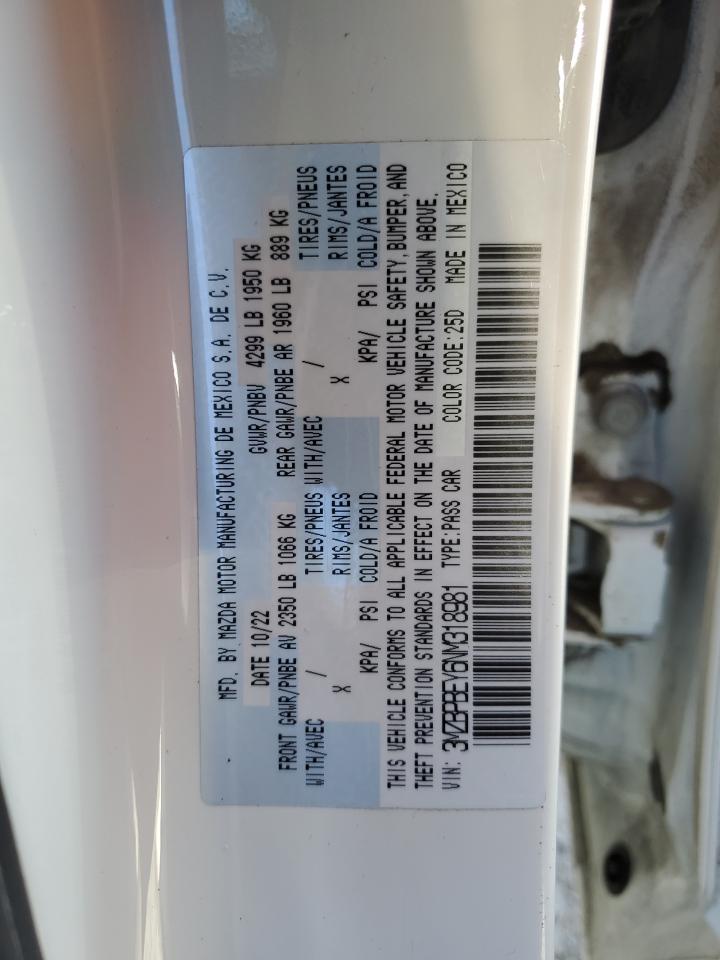 MFD. BY MAZDA MOTOR MANUFACTURING DE MEXICO S.A. DE C.V.
DATE 10/22 GVWR/PNBV 4299 LB 1950 KG
FRONT GAWR/PNBE AV 2350 LB 1066 KG REAR GAWR/PNBE AR 1960 LB 889 KG
WITH/AVEC / TIRES/PNEUS WITH/AVEC / TIRES/PNEUS
X RIMS/JANTES X RIMS/JANTES
KPA/ PSI COLD/A FROID KPA/ PSI COLD/A FROID
THIS VEHICLE CONFORMS TO ALL APPLICABLE FEDERAL MOTOR VEHICLE SAFETY, BUMPER, AND
THEFT PREVENTION STANDARDS IN EFFECT ON THE DATE OF MANUFACTURE SHOWN ABOVE.
VIN: 3MZBPBEY6NM318981 TYPE:PASS CAR COLOR CODE:25D MADE IN MEXICO